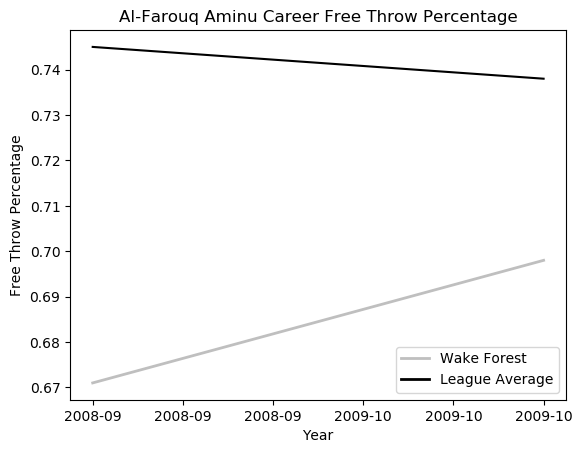 Al-Farouq Aminu Career Free Throw Percentage
Free Throw Percentage
0.74
0.73
0.72
0.71
0.70
0.69
0.68
0.67
Wake Forest
League Average
2008-09 2008-09 2008-09 2009-10 2009-10 2009-10
Year